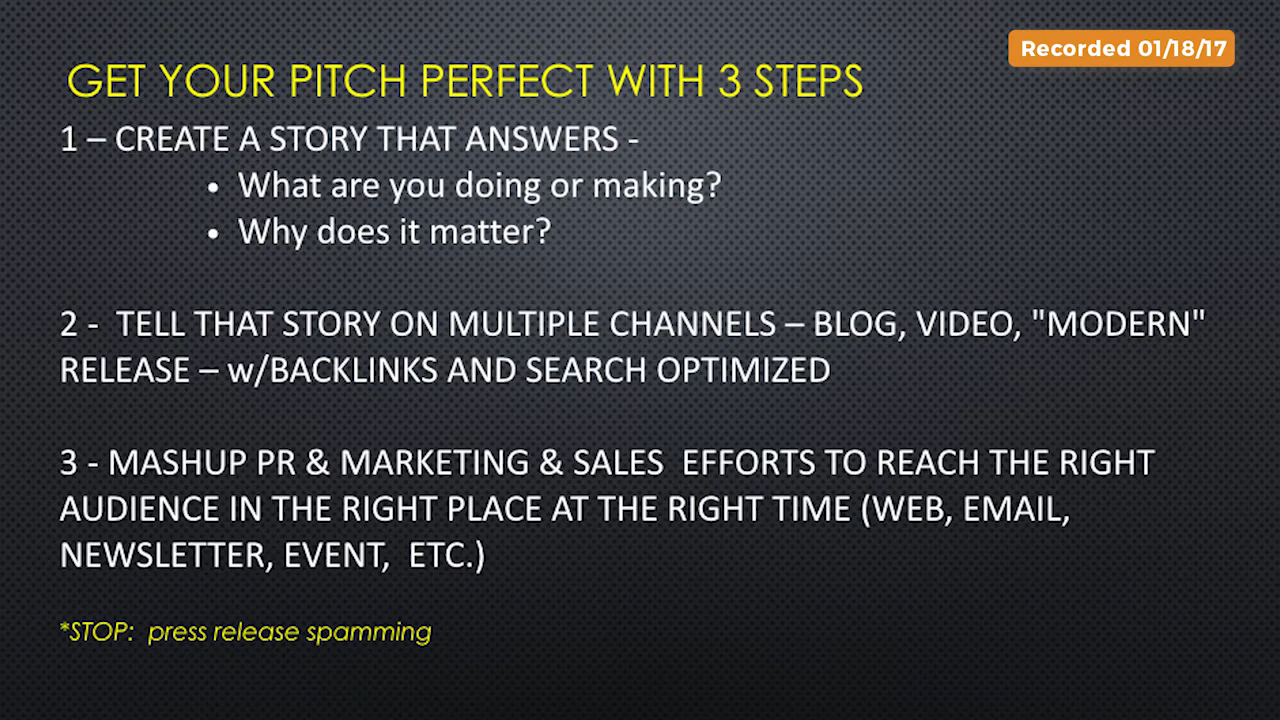 Recorded 01/18/17
GET YOUR PITCH PERFECT WITH 3 STEPS
1 – CREATE A STORY THAT ANSWERS -
• What are you doing or making?
• Why does it matter?
2 -  TELL THAT STORY ON MULTIPLE CHANNELS – BLOG, VIDEO, "MODERN"
RELEASE – w/BACKLINKS AND SEARCH OPTIMIZED
3 - MASHUP PR & MARKETING & SALES  EFFORTS TO REACH THE RIGHT
AUDIENCE IN THE RIGHT PLACE AT THE RIGHT TIME (WEB, EMAIL,
NEWSLETTER, EVENT,  ETC.)
*STOP:  press release spamming